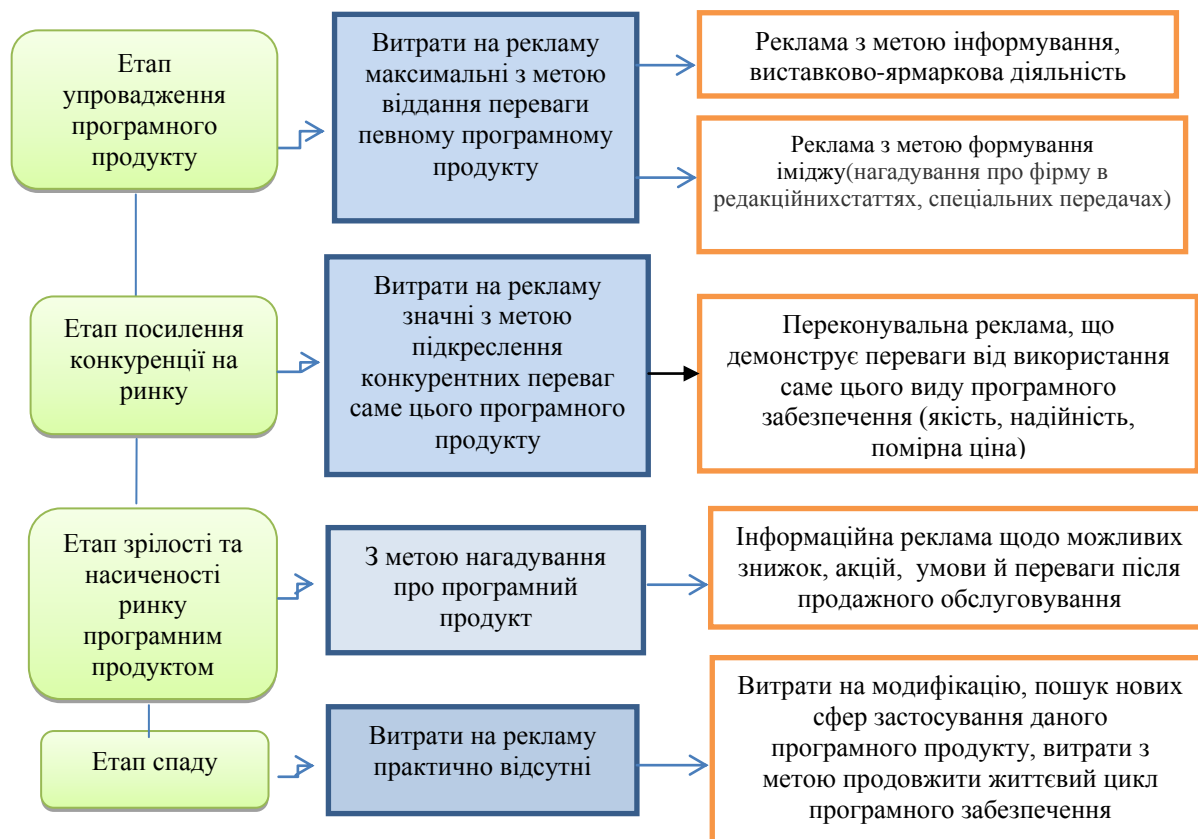 Етап
упровадження
програмного
продукту
Витрати на рекламу
максимальні з метою
віддання переваги
певному програмному
продукту
Реклама з метою інформування,
виставково-ярмаркова діяльність
Реклама з метою формування
іміджу(нагадування про фірму в
редакційнихстаттях, спеціальних передачах)
Етап посилення
конкуренції на
ринку
Витрати на рекламу
значні з метою
підкреслення
конкурентних переваг
саме цього програмного
продукту
Переконувальна реклама, що
демонструє переваги від використання
саме цього виду програмного
забезпечення (якість, надійність,
помірна ціна)
Етап зрілості та
насиченості
ринку
програмним
продуктом
З метою нагадування
про програмний
продукт
Інформаційна реклама щодо можливих
знижок, акцій, умови й переваги після
продажного обслуговування
Етап спаду
Витрати на рекламу
практично відсутні
Витрати на модифікацію, пошук нових
сфер застосування даного
програмного продукту, витрати з
метою продовжити життєвий цикл
програмного забезпечення